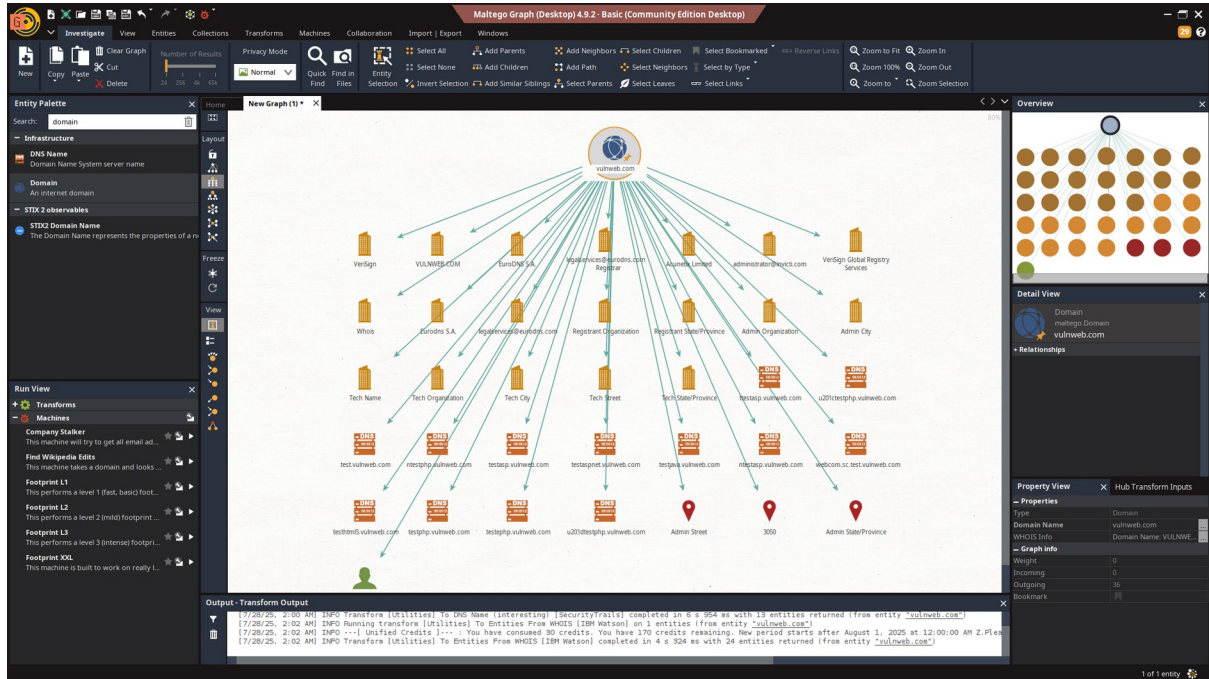 Maltego Graph (Desktop) 4.9.2 - Basic (Community Edition Desktop)
Investigate View Entities Collections Transforms Machines Collaboration Import | Export Windows
29
New
Copy
Paste
Clear Graph
Cut
Delete
Number of Results
24 256 4k 65k
Privacy Mode
Normal
Quick Find
Find in Files
Entity Selection
Select All
Select None
Invert Selection
Add Parents
Add Children
Add Similar Siblings
Add Neighbors
Add Path
Select Parents
Select Children
Select Neighbors
Select Leaves
Select Bookmarked
Select by Type
Select Links
Reverse Links
Zoom to Fit
Zoom 100%
Zoom to
Zoom In
Zoom Out
Zoom Selection
Entity Palette
Search: domain
Infrastructure
DNS Name
Domain Name System server name
Domain
An internet domain
STIX 2 observables
STIX2 Domain Name
The Domain Name represents the properties of a n
Run View
Transforms
Machines
Company Stalker
This machine will try to get all email ad...
Find Wikipedia Edits
This machine takes a domain and looks ...
Footprint L1
This performs a level 1 (fast, basic) foot...
Footprint L2
This performs a level 2 (mild) footprint ...
Footprint L3
This performs a level 3 (intense) footpri...
Footprint XXL
This machine is built to work on really l...
Home
New Graph (1) *
Layout
Freeze
View
80%
vulnweb.com
VeriSign
VULNWEB.COM
EuroDNS S.A.
legalservices@eurodns.com
Registrar
Acunetix Limited
administrator@invicti.com
VeriSign Global Registry
Services
Whois
Eurodns S.A.
legalservices@eurodns.com
Registrant Organization
Registrant State/Province
Admin Organization
Admin City
Tech Name
Tech Organization
Tech City
Tech Street
Tech State/Province
ttestasp.vulnweb.com
u201ctestphp.vulnweb.com
test.vulnweb.com
ntestphp.vulnweb.com
testasp.vulnweb.com
testaspnet.vulnweb.com
testjava.vulnweb.com
ntestasp.vulnweb.com
webcom.sc.test.vulnweb.com
testhtml5.vulnweb.com
testphp.vulnweb.com
testephp.vulnweb.com
u201dtestphp.vulnweb.com
Admin Street
3050
Admin State/Province
Output - Transform Output
[7/28/25, 2:00 AM] INFO Transform [Utilities] To DNS Name (interesting) [SecurityTrails] completed in 6 s 954 ms with 13 entities returned (from entity "vulnweb.com")
[7/28/25, 2:02 AM] INFO Running transform [Utilities] To Entities From WHOIS [IBM Watson] on 1 entities (from entity "vulnweb.com")
[7/28/25, 2:02 AM] INFO ---[ Unified Credits ]--- : You have consumed 30 credits. You have 170 credits remaining. New period starts after August 1, 2025 at 12:00:00 AM Z.Plea
[7/28/25, 2:02 AM] INFO Transform [Utilities] To Entities From WHOIS [IBM Watson] completed in 4 s 324 ms with 24 entities returned (from entity "vulnweb.com")
Overview
Detail View
Domain
maltego.Domain
vulnweb.com
+ Relationships
Property View
Hub Transform Inputs
Properties
Type Domain
Domain Name vulnweb.com
WHOIS Info Domain Name: VULNWE...
Graph info
Weight 0
Incoming 0
Outgoing 36
Bookmark
1 of 1 entity